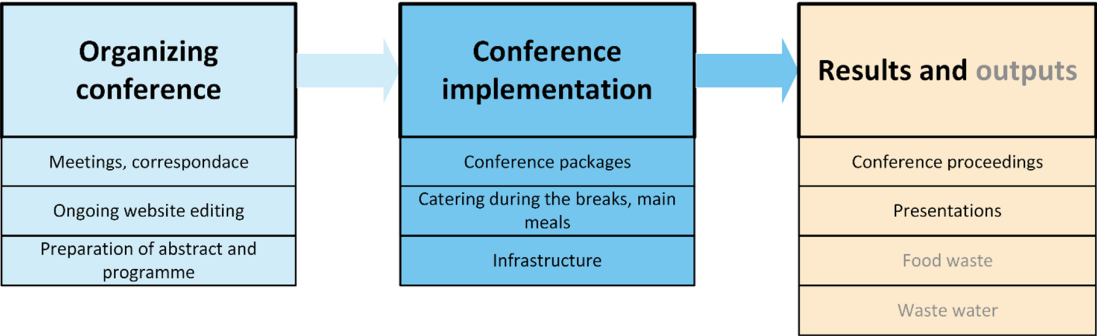 Organizing
conference
Meetings, correspondace
Ongoing website editing
Preparation of abstract and
programme
Conference
implementation
Conference packages
Catering during the breaks, main
meals
Infrastructure
Results and outputs
Conference proceedings
Presentations
Food waste
Waste water